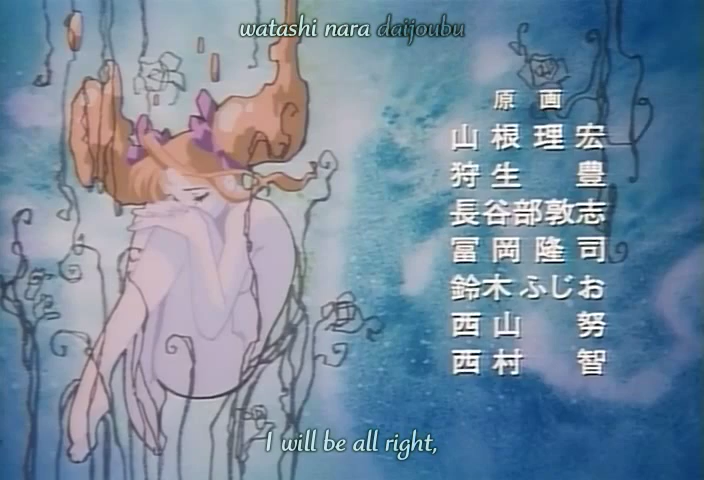 watashi nara daijoubu
原画
山根理宏
狩生 豊
長谷部敦志
冨岡隆司
鈴木ふじお
西山 努
西村 智
I will be all right,